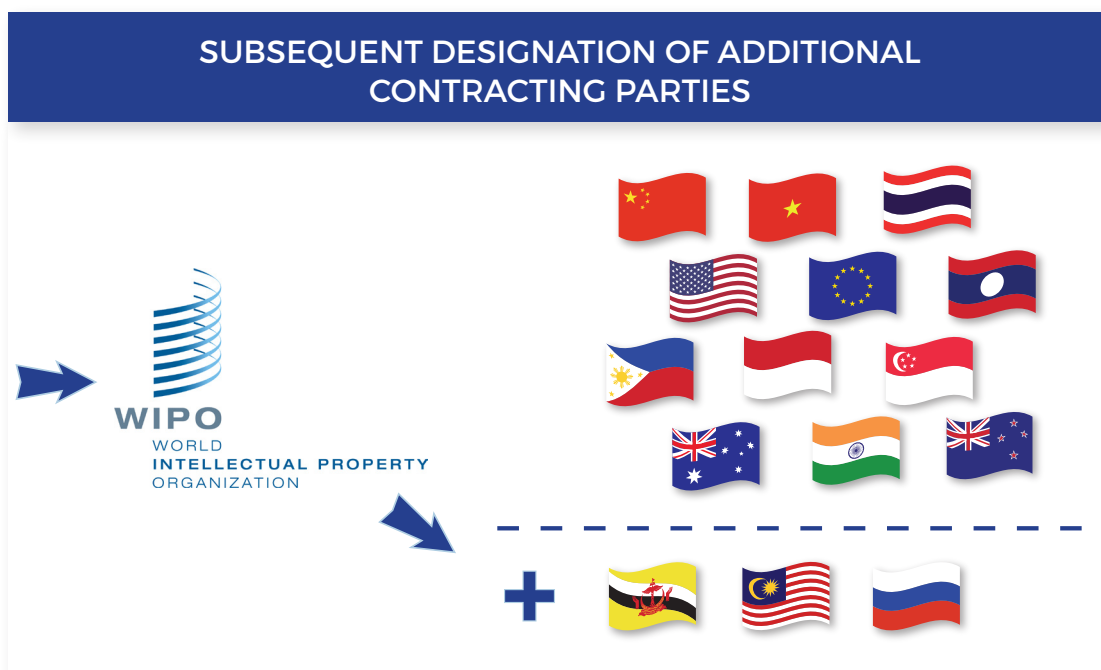 SUBSEQUENT DESIGNATION OF ADDITIONAL
CONTRACTING PARTIES
WIPO
WORLD
INTELLECTUAL PROPERTY
ORGANIZATION